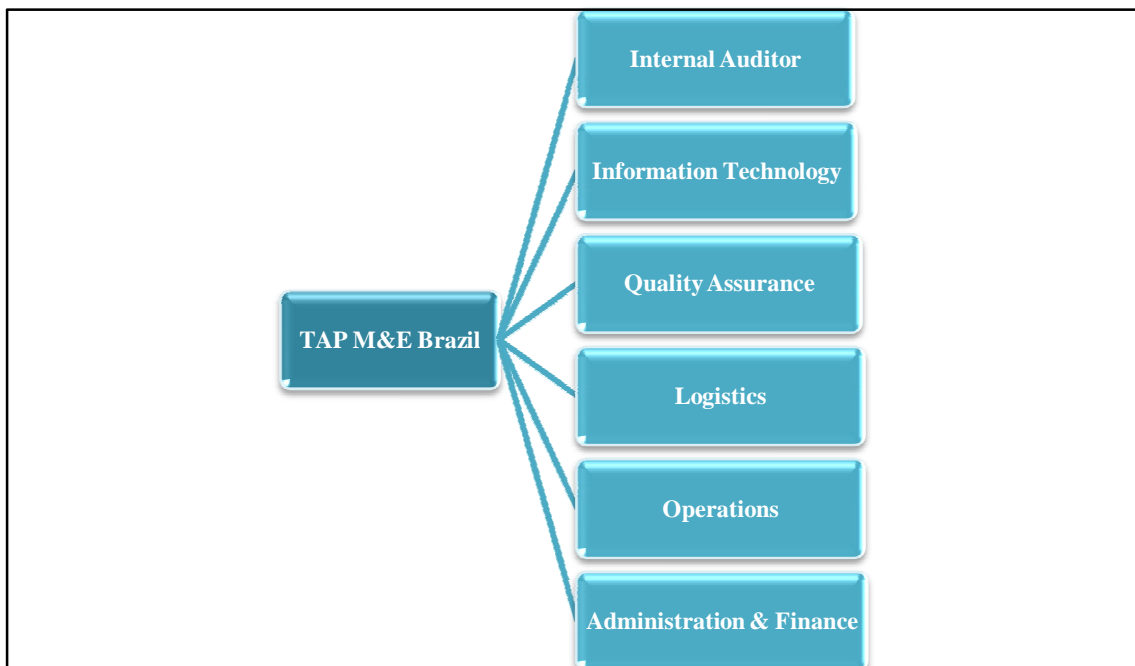 Internal Auditor
Information Technology
Quality Assurance
TAP M&E Brazil
Logistics
Operations
Administration & Finance